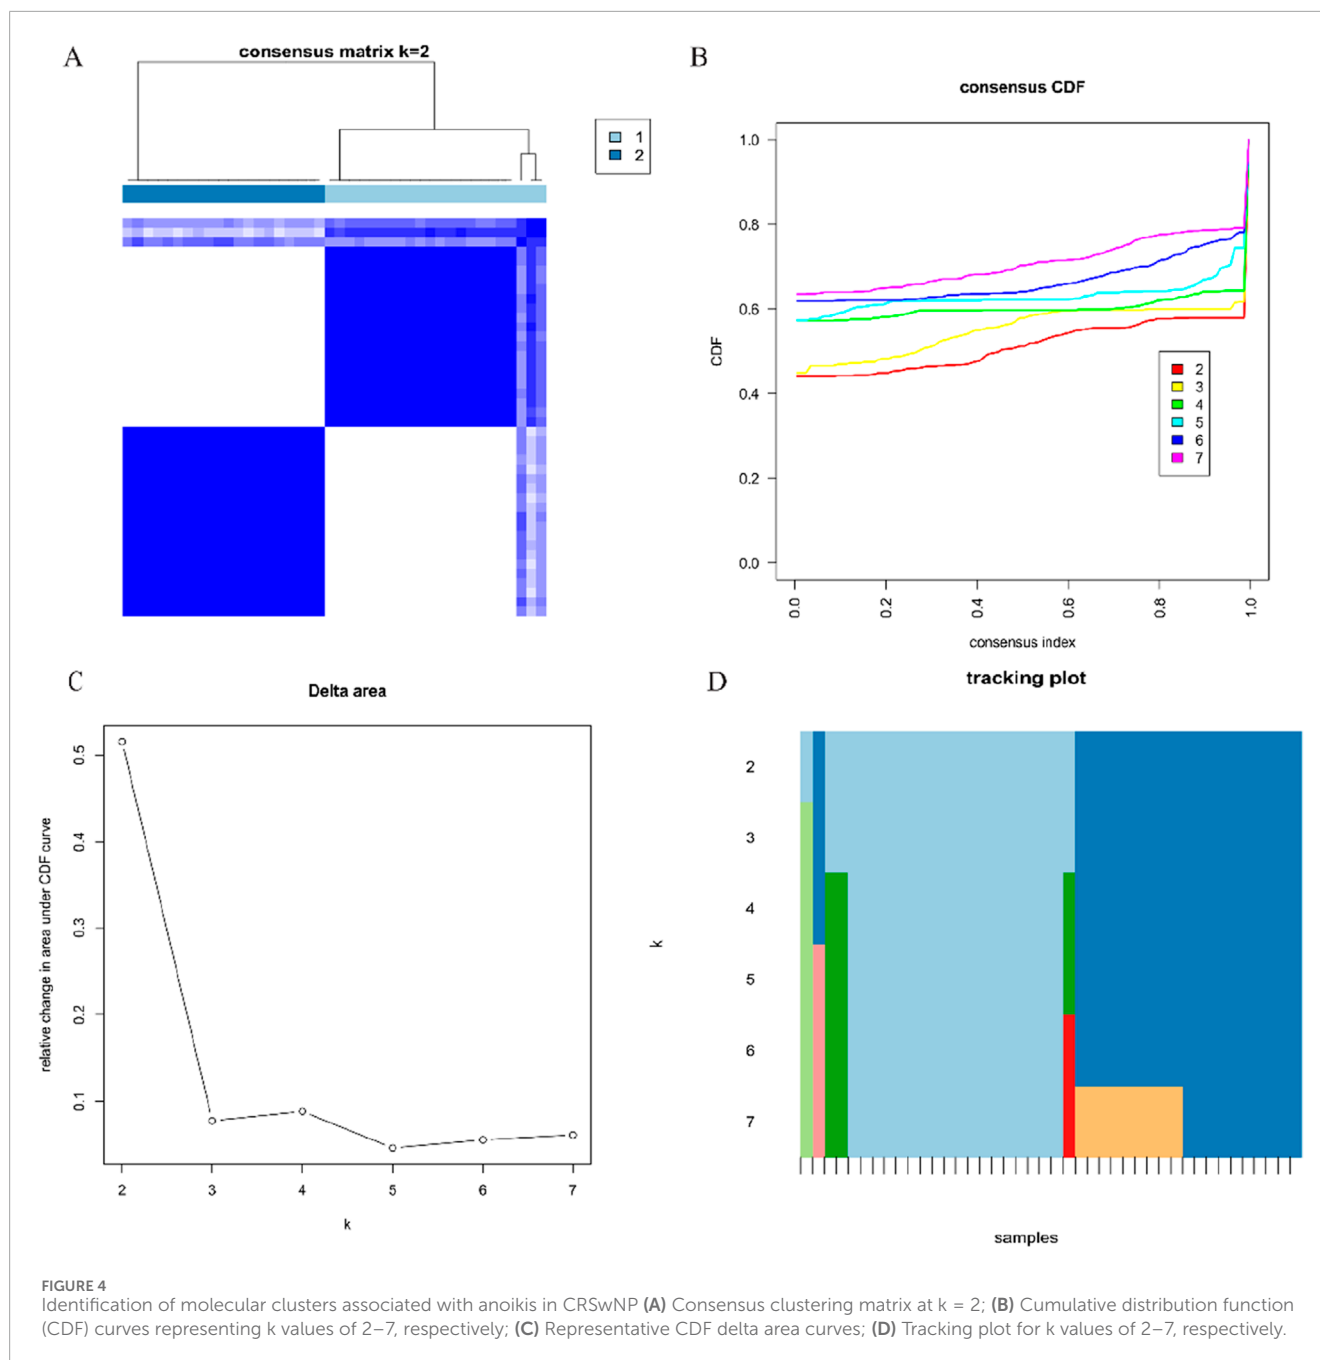 A
consensus matrix k=2
1
2
B
consensus CDF
1.0
0.8
0.6
0.4
0.2
0.0
CDF
2
3
4
5
6
7
0.0 0.2 0.4 0.6 0.8 1.0
consensus index
C
Delta area
relative change in area under CDF curve
0.5
0.4
0.3
0.2
0.1
2 3 4 5 6 7
k
D
tracking plot
k
2
3
4
5
6
7
samples
FIGURE 4
Identification of molecular clusters associated with anoikis in CRSwNP (A) Consensus clustering matrix at k = 2; (B) Cumulative distribution function
(CDF) curves representing k values of 2–7, respectively; (C) Representative CDF delta area curves; (D) Tracking plot for k values of 2–7, respectively.